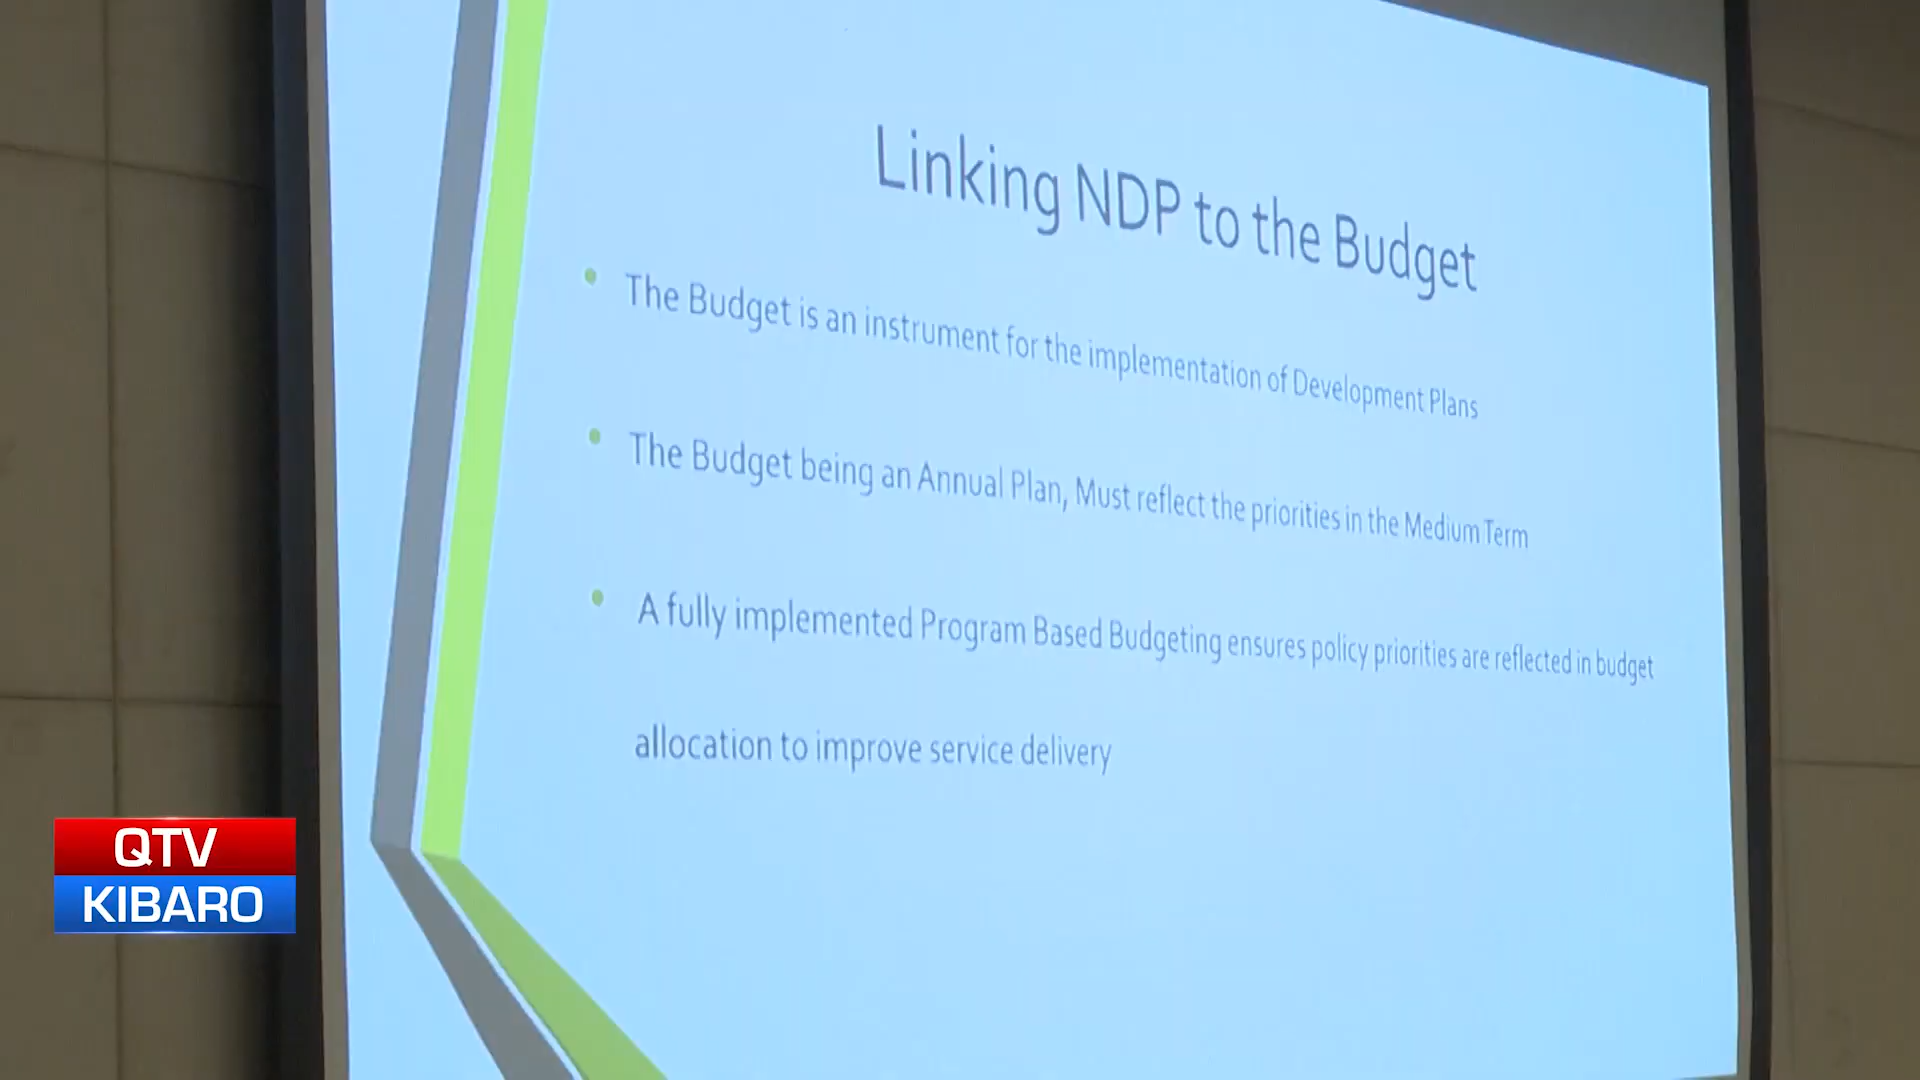 Linking NDP to the Budget
• The Budget is an instrument for the implementation of Development Plans
• The Budget being an Annual Plan, Must reflect the priorities in the Medium Term
• A fully implemented Program Based Budgeting ensures policy priorities are reflected in budget
allocation to improve service delivery
QTV
KIBARO